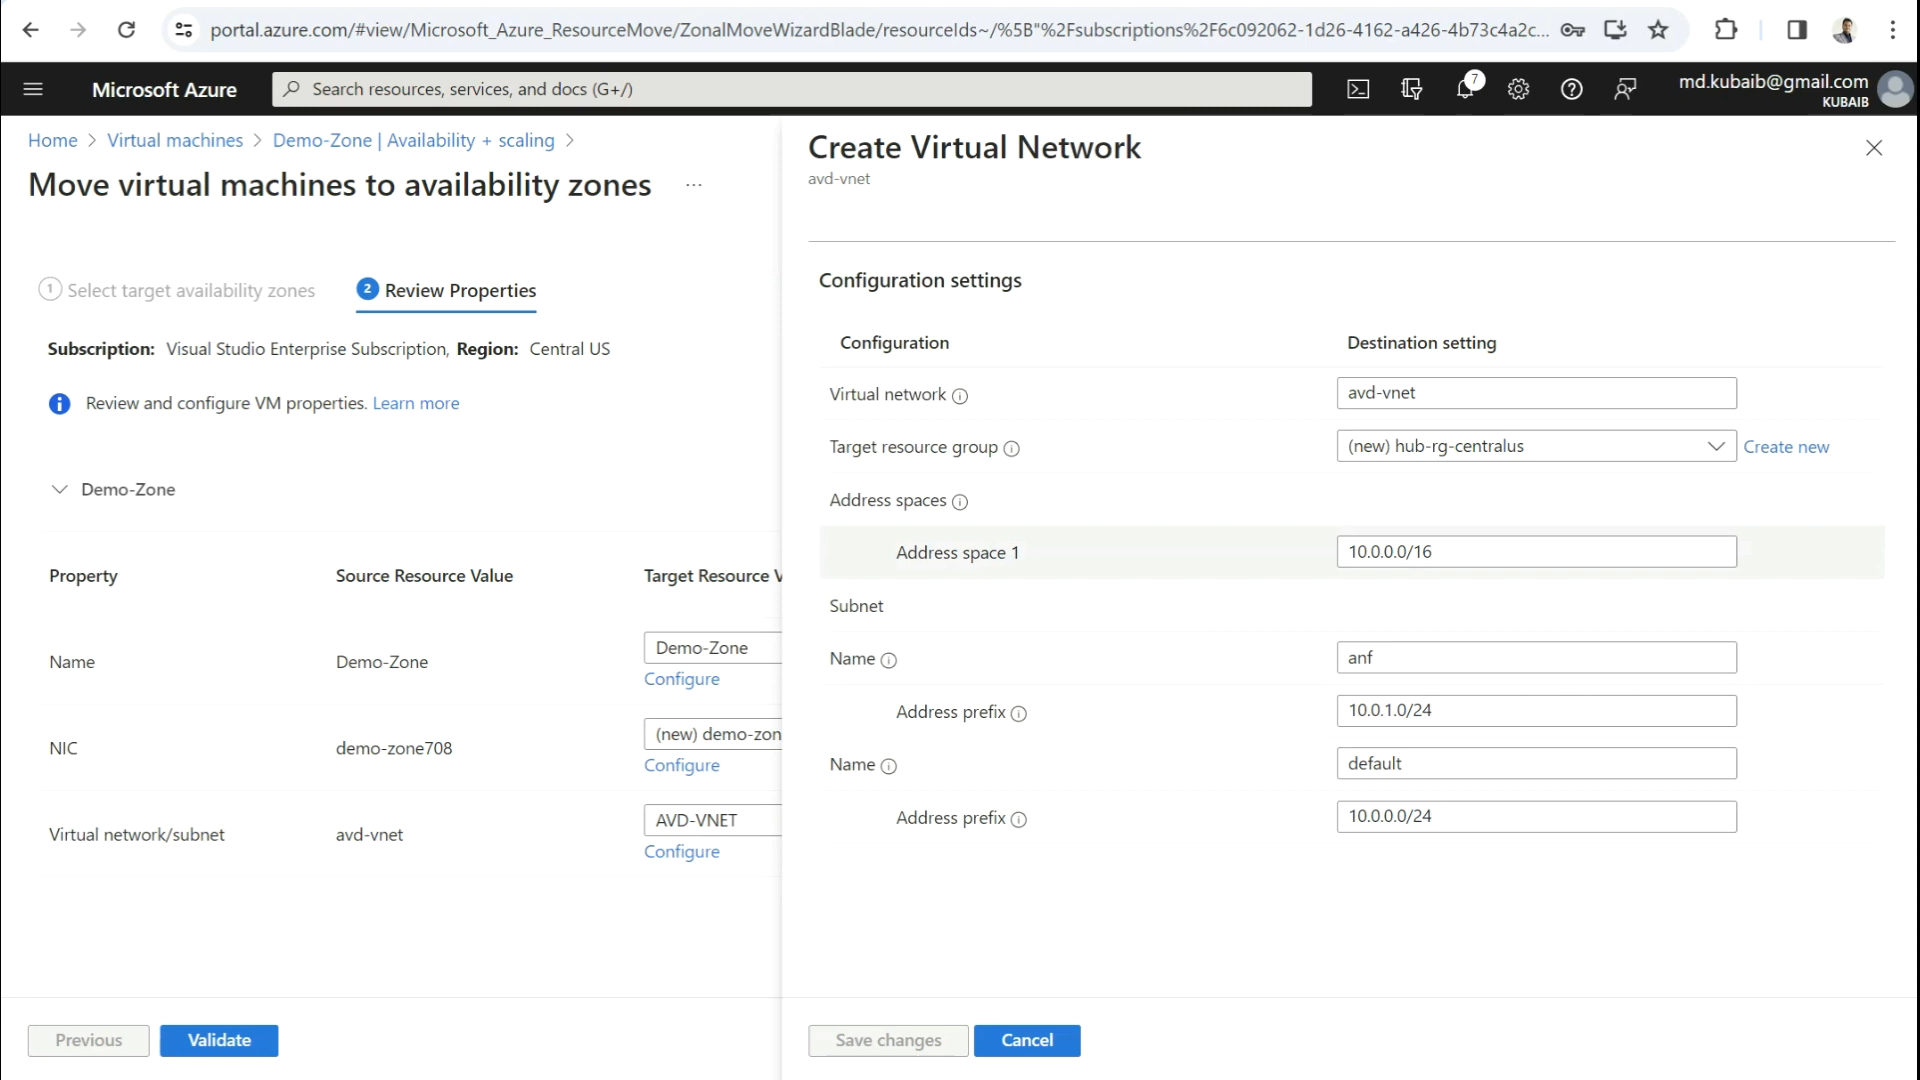 portal.azure.com/#view/Microsoft_Azure_ResourceMove/ZonalMoveWizardBlade/resourceIds~/%5B"%2Fsubscriptions%2F6c092062-1d26-4162-a426-4b73c4a2c...
Microsoft Azure
Search resources, services, and docs (G+/)
7
md.kubaib@gmail.com
KUBAIB
Home > Virtual machines > Demo-Zone | Availability + scaling >
Move virtual machines to availability zones ...
1 Select target availability zones
2 Review Properties
Subscription: Visual Studio Enterprise Subscription, Region: Central US
Review and configure VM properties. Learn more
Demo-Zone
Property Source Resource Value Target Resource V
Name Demo-Zone Demo-Zone
Configure
NIC demo-zone708 (new) demo-zon
Configure
Virtual network/subnet avd-vnet AVD-VNET
Configure
Previous Validate
Create Virtual Network
avd-vnet
Configuration settings
Configuration Destination setting
Virtual network avd-vnet
Target resource group (new) hub-rg-centralus Create new
Address spaces
Address space 1 10.0.0.0/16
Subnet
Name anf
Address prefix 10.0.1.0/24
Name default
Address prefix 10.0.0.0/24
Save changes Cancel